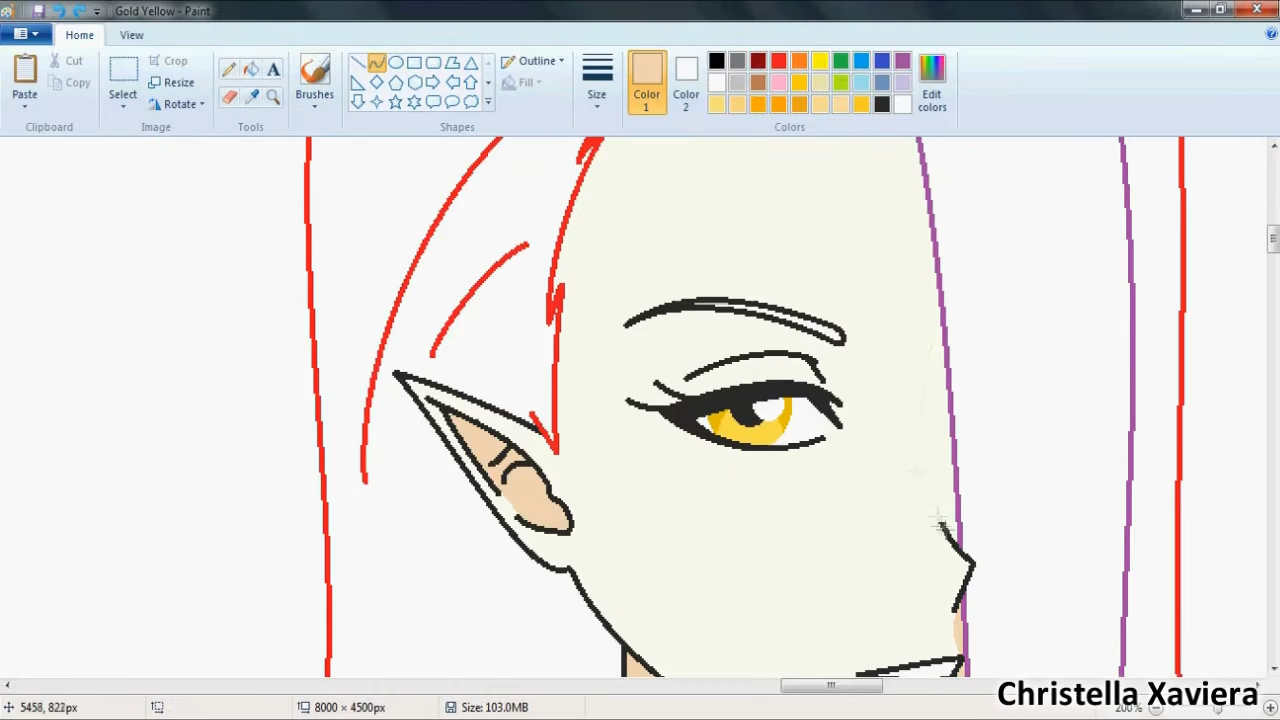 Gold Yellow - Paint
Home
View
Paste
Cut
Copy
Clipboard
Select
Crop
Resize
Rotate
Image
Tools
Brushes
Shapes
Outline
Fill
Size
Color 1
Color 2
Edit colors
Colors
5458, 822px
8000 × 4500px
Size: 103.0MB
200%
Christella Xaviera